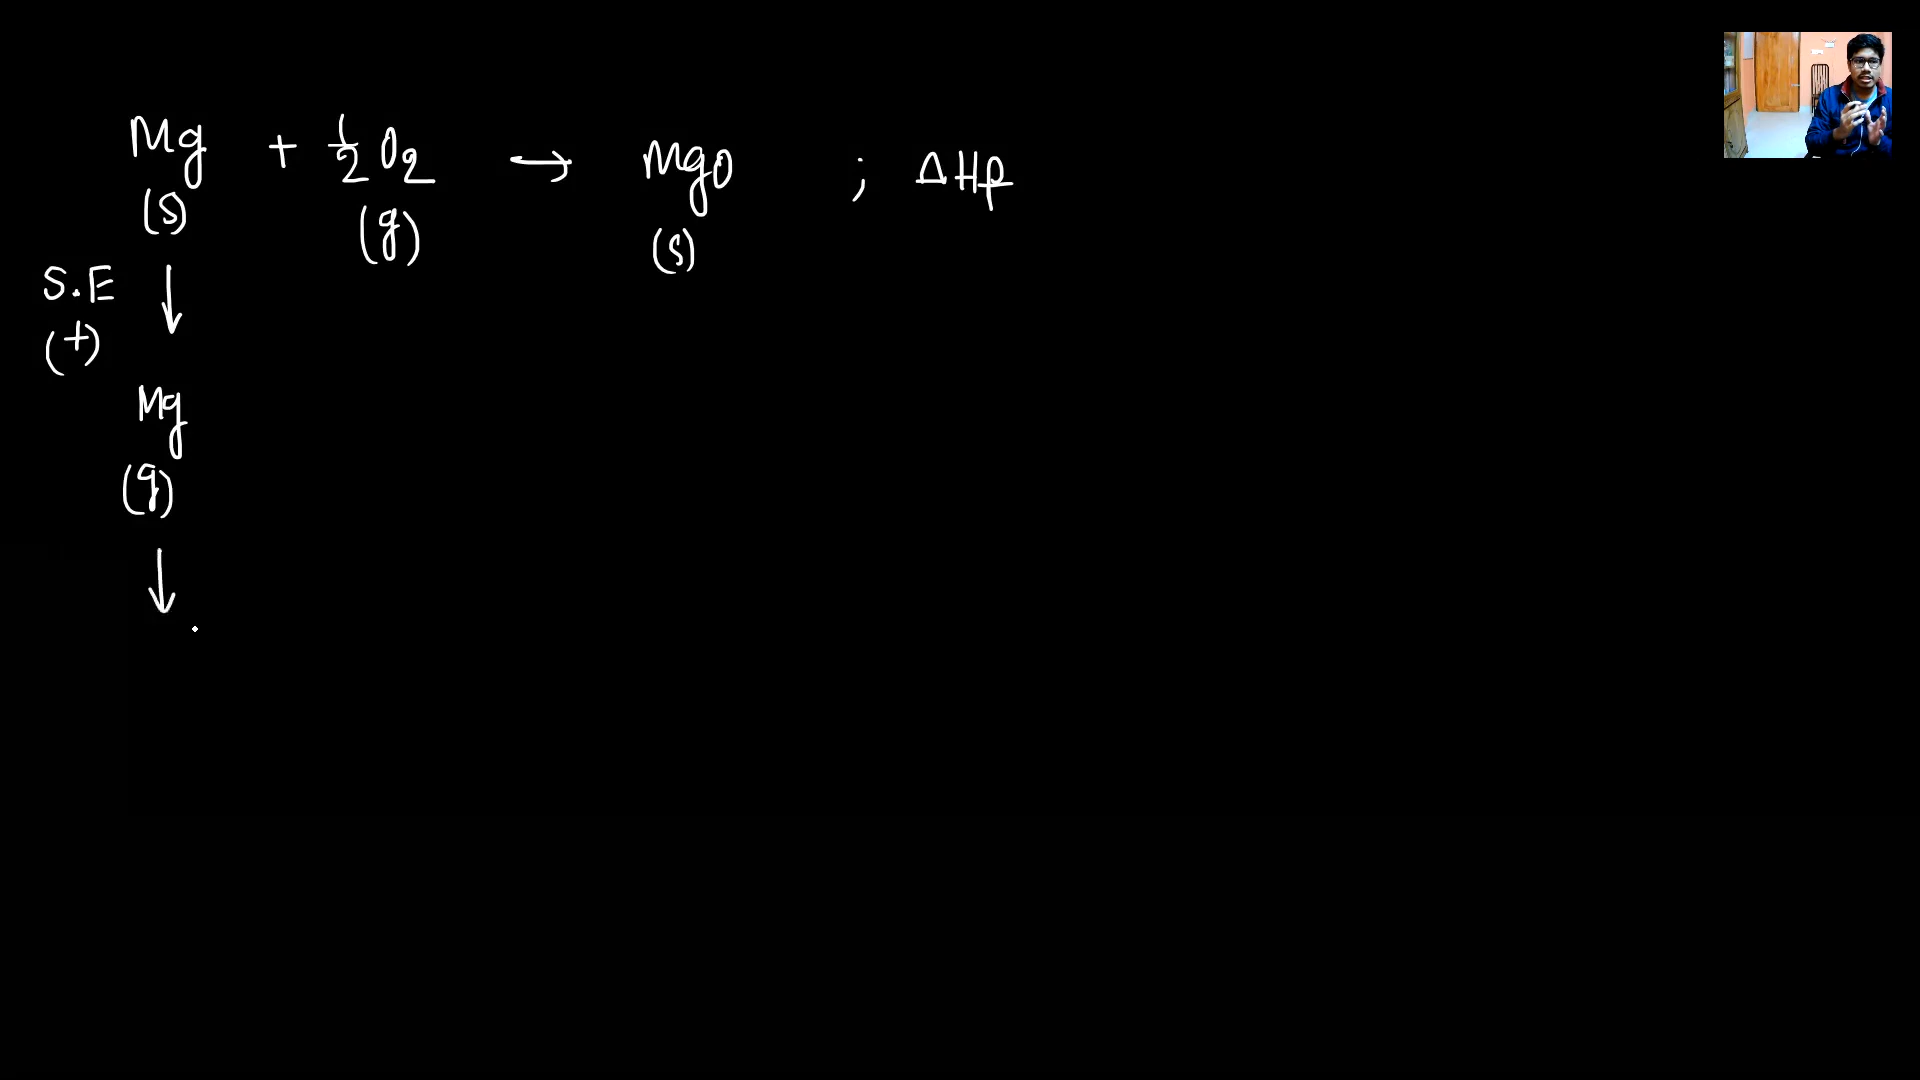 Mg + 1/2 O2 → MgO ; ΔHf
(s) (g) (s)
S.E ↓
(+)
Mg
(g)
↓